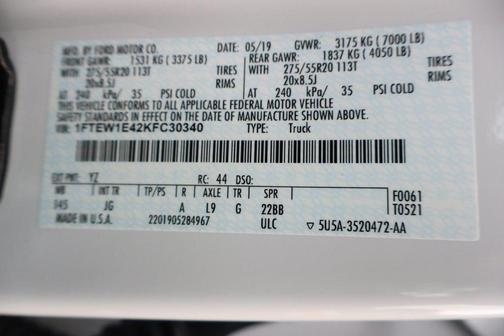 MFD. BY FORD MOTOR CO.
DATE: 05/19 GVWR: 3175 KG ( 7000 LB)
FRONT GAWR: 1531 KG ( 3375 LB) REAR GAWR: 1837 KG ( 4050 LB)
WITH 275/55R20 113T TIRES WITH 275/55R20 113T TIRES
20x8.5J RIMS 20x8.5J RIMS
AT 240 kPa/ 35 PSI COLD AT 240 kPa/ 35 PSI COLD
THIS VEHICLE CONFORMS TO ALL APPLICABLE FEDERAL MOTOR VEHICLE
SAFETY STANDARDS IN EFFECT ON THE DATE OF MANUFACTURE SHOWN ABOVE.
1FTEW1E42KFC30340 TYPE: Truck
EXT PNT: YZ RC: 44 DSO:
WB INT TR TP/PS R AXLE TR SPR F0061
145 JG A L9 G 22BB T0521
MADE IN U.S.A. 2201905284967 ULC 5U5A-3520472-AA